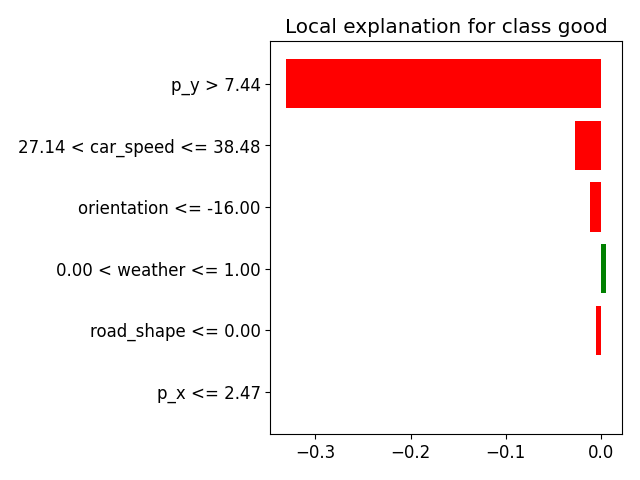 Local explanation for class good
p_y > 7.44
27.14 < car_speed <= 38.48
orientation <= -16.00
0.00 < weather <= 1.00
road_shape <= 0.00
p_x <= 2.47
−0.3 −0.2 −0.1 0.0